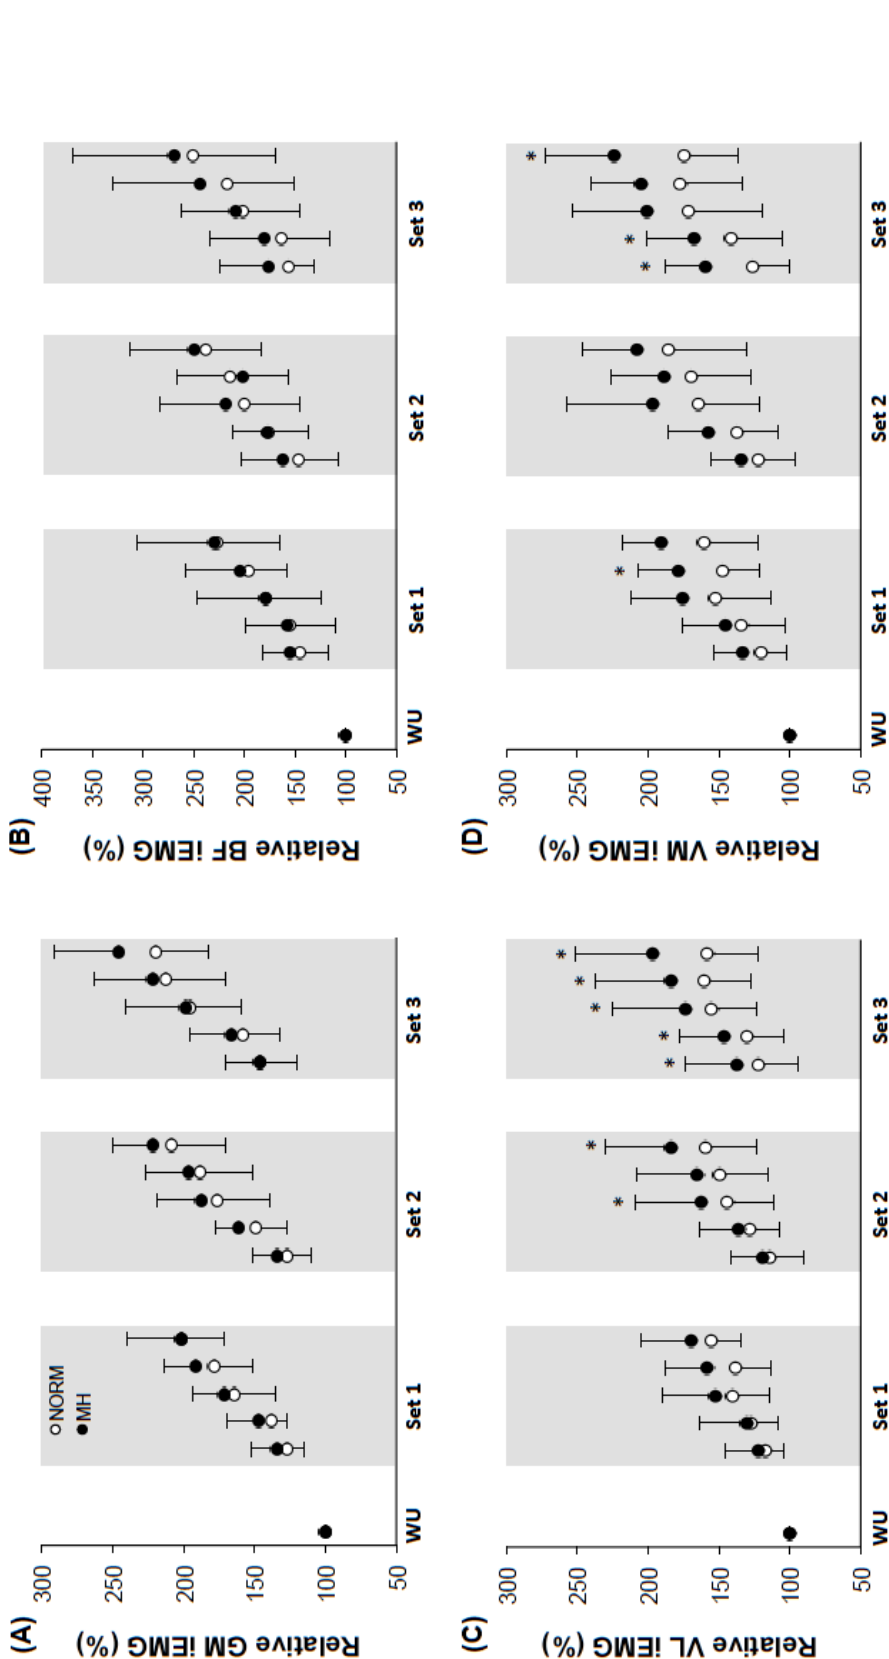 (A)
Relative GM iEMG (%)
300
250
200
150
100
50
○ NORM
● MH
WU Set 1 Set 2 Set 3
(B)
Relative BF iEMG (%)
400
350
300
250
200
150
100
50
WU Set 1 Set 2 Set 3
(C)
Relative VL iEMG (%)
300
250
200
150
100
50
* * * * * * *
WU Set 1 Set 2 Set 3
(D)
Relative VM iEMG (%)
300
250
200
150
100
50
* * * *
WU Set 1 Set 2 Set 3